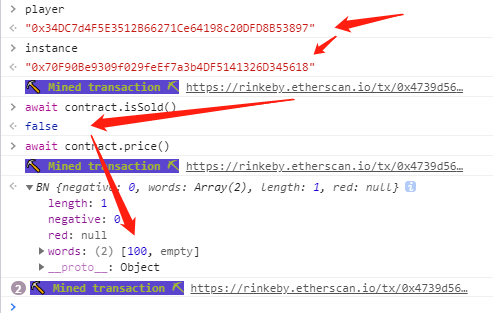 > player
< "0x34DC7d4F5E3512B66271Ce64198c20DFD8B53897"
> instance
< "0x70F90Be9309f029feEf7a3b4DF5141326D345618"
⛏ Mined transaction ⛏ https://rinkeby.etherscan.io/tx/0x4739d56…
> await contract.isSold()
< false
> await contract.price()
⛏ Mined transaction ⛏ https://rinkeby.etherscan.io/tx/0x4739d56…
< ▼ BN {negative: 0, words: Array(2), length: 1, red: null} i
length: 1
negative: 0
red: null
▶ words: (2) [100, empty]
▶ __proto__: Object
2 ⛏ Mined transaction ⛏ https://rinkeby.etherscan.io/tx/0x4739d56…
>